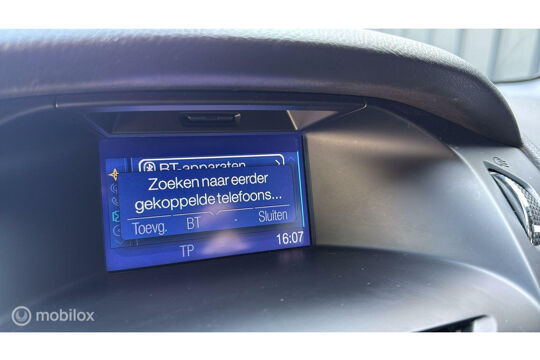 BT-apparaten
Zoeken naar eerder
gekoppelde telefoons...
Toevg. BT - Sluiten
16:07
TP
mobilox